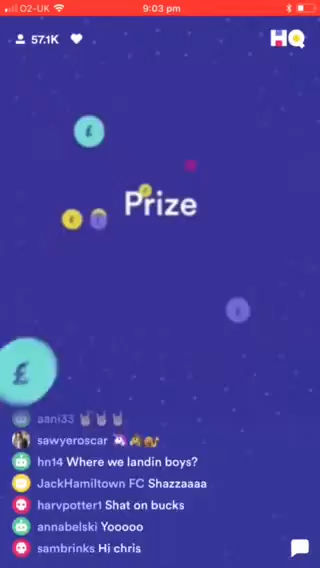 O2-UK 9:03 pm
57.1K HQ
£
Prize
£
aani33 🤘🤘🤘
sawyeroscar 🦄🐴🐌
hn14 Where we landin boys?
JackHamiltown FC Shazzaaaa
harvpotter1 Shat on bucks
annabelski Yooooo
sambrinks Hi chris